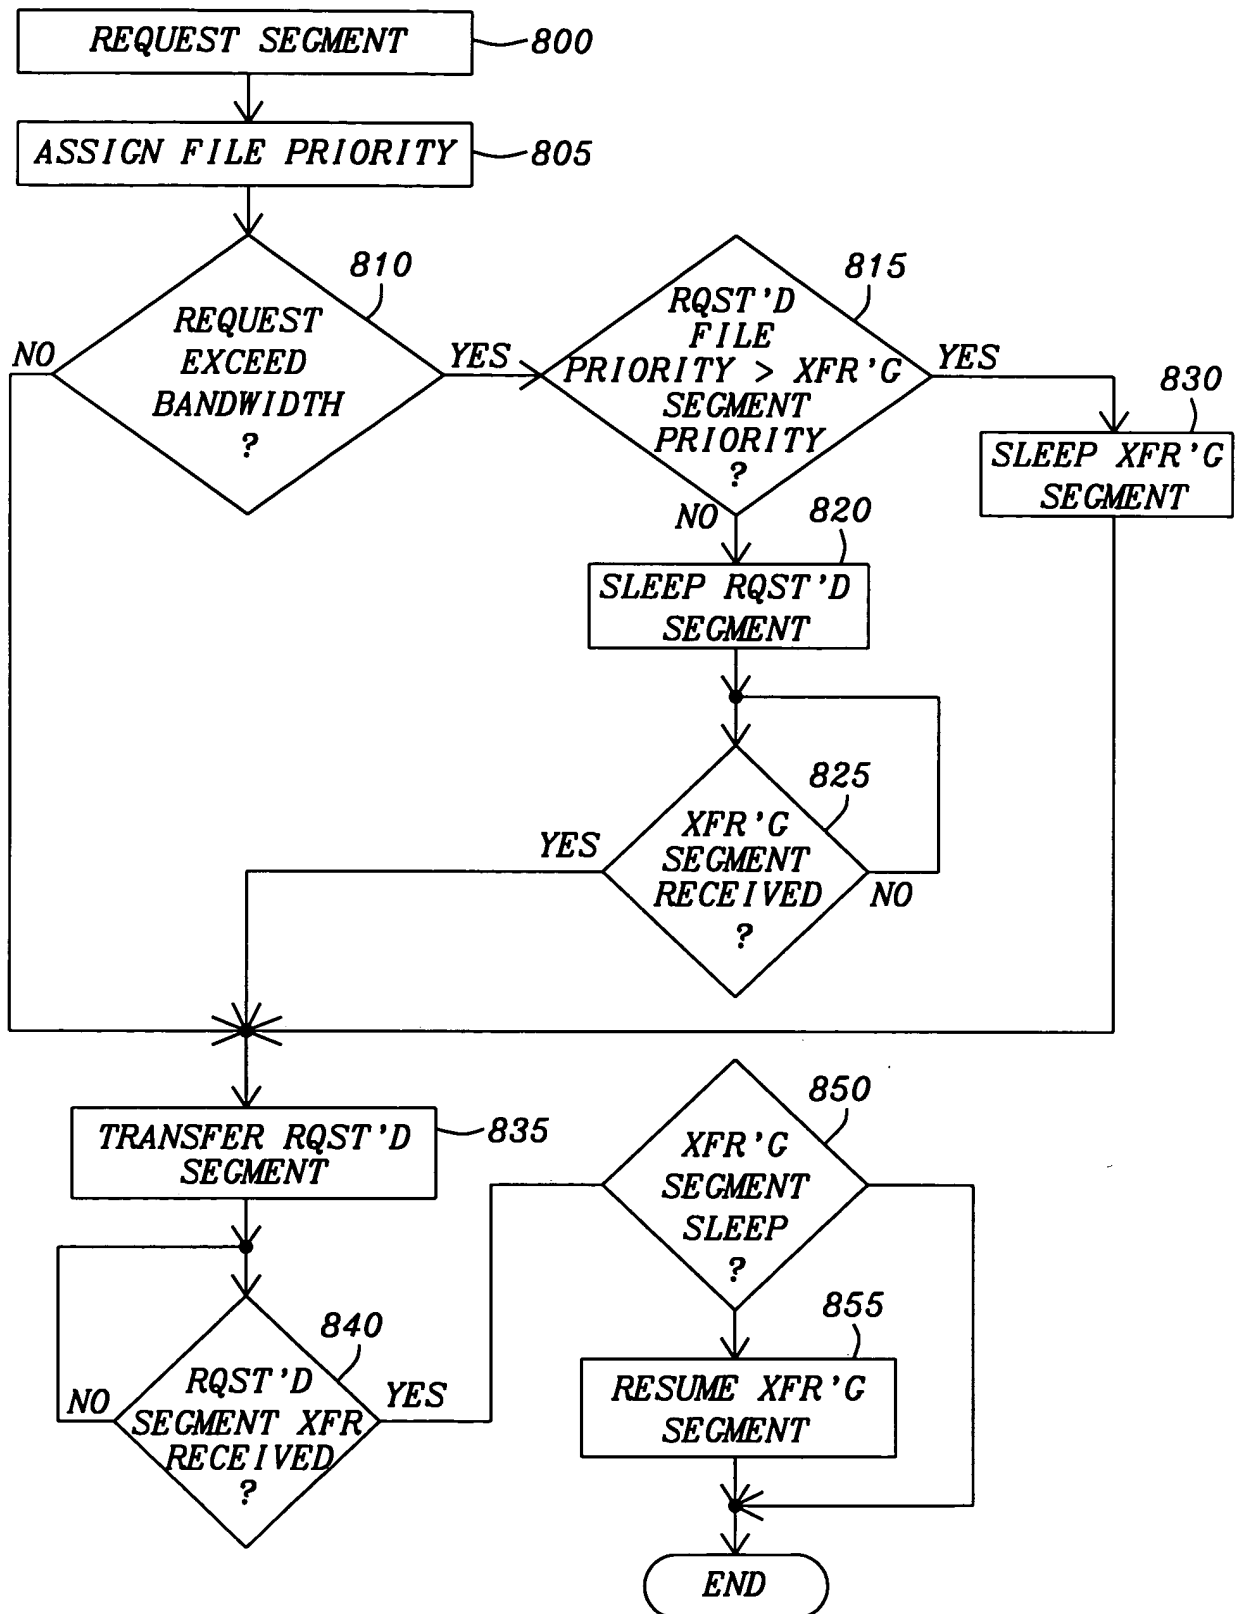 REQUEST SEGMENT
800
ASSIGN FILE PRIORITY
805
810
REQUEST
EXCEED
BANDWIDTH
?
NO
YES
815
RQST'D
FILE
PRIORITY > XFR'G
SEGMENT
PRIORITY
?
YES
NO
830
SLEEP XFR'G
SEGMENT
820
SLEEP RQST'D
SEGMENT
825
XFR'G
SEGMENT
RECEIVED
?
YES
NO
TRANSFER RQST'D
SEGMENT
835
840
RQST'D
SEGMENT XFR
RECEIVED
?
NO
YES
850
XFR'G
SEGMENT
SLEEP
?
855
RESUME XFR'G
SEGMENT
END